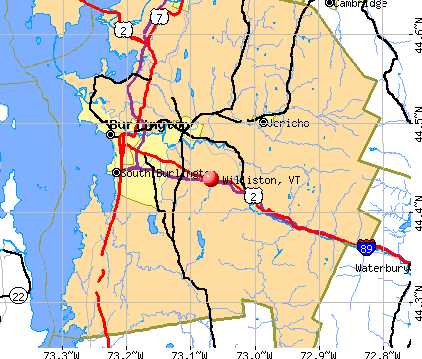 Cambridge
2
7
44.6
Burlington
Jericho
44.5
South Burlington
Williston, VT
2
44.4
89
Waterbury
22
44.3
73.3°W
73.2°W
73.1°W
73.0°W
72.9°W
72.8°W